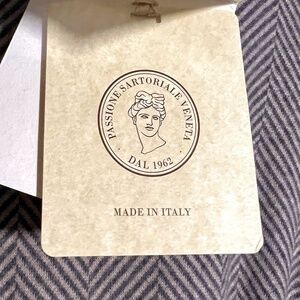 PASSIONE SARTORIALE VENETA
· DAL 1962 ·
MADE IN ITALY